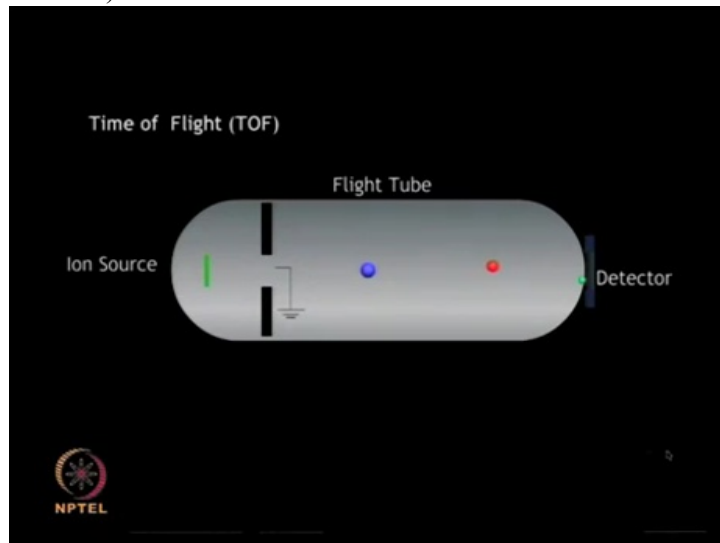 Time of Flight (TOF)
Flight Tube
Ion Source
Detector
NPTEL